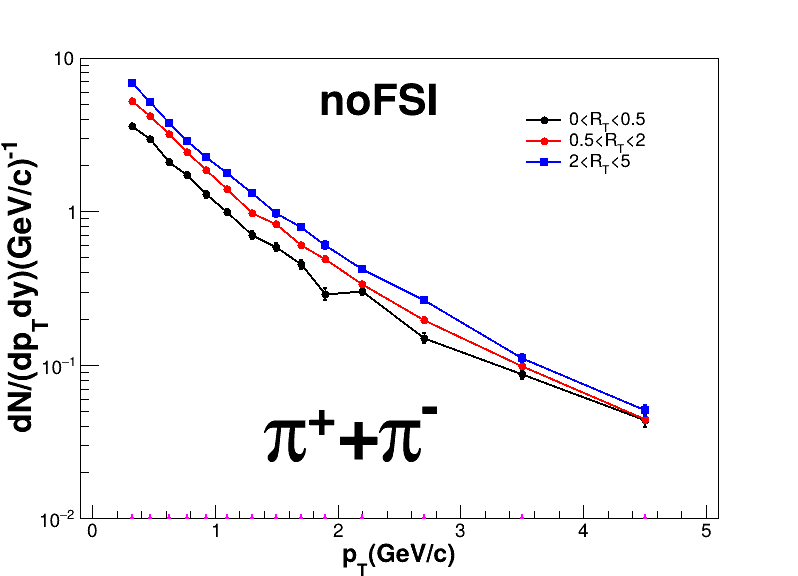 noFSI
0<R_T<0.5
0.5<R_T<2
2<R_T<5
π⁺+π⁻
dN/(dp_T dy)(GeV/c)⁻¹
10
1
10⁻¹
10⁻²
0 1 2 3 4 5
p_T(GeV/c)